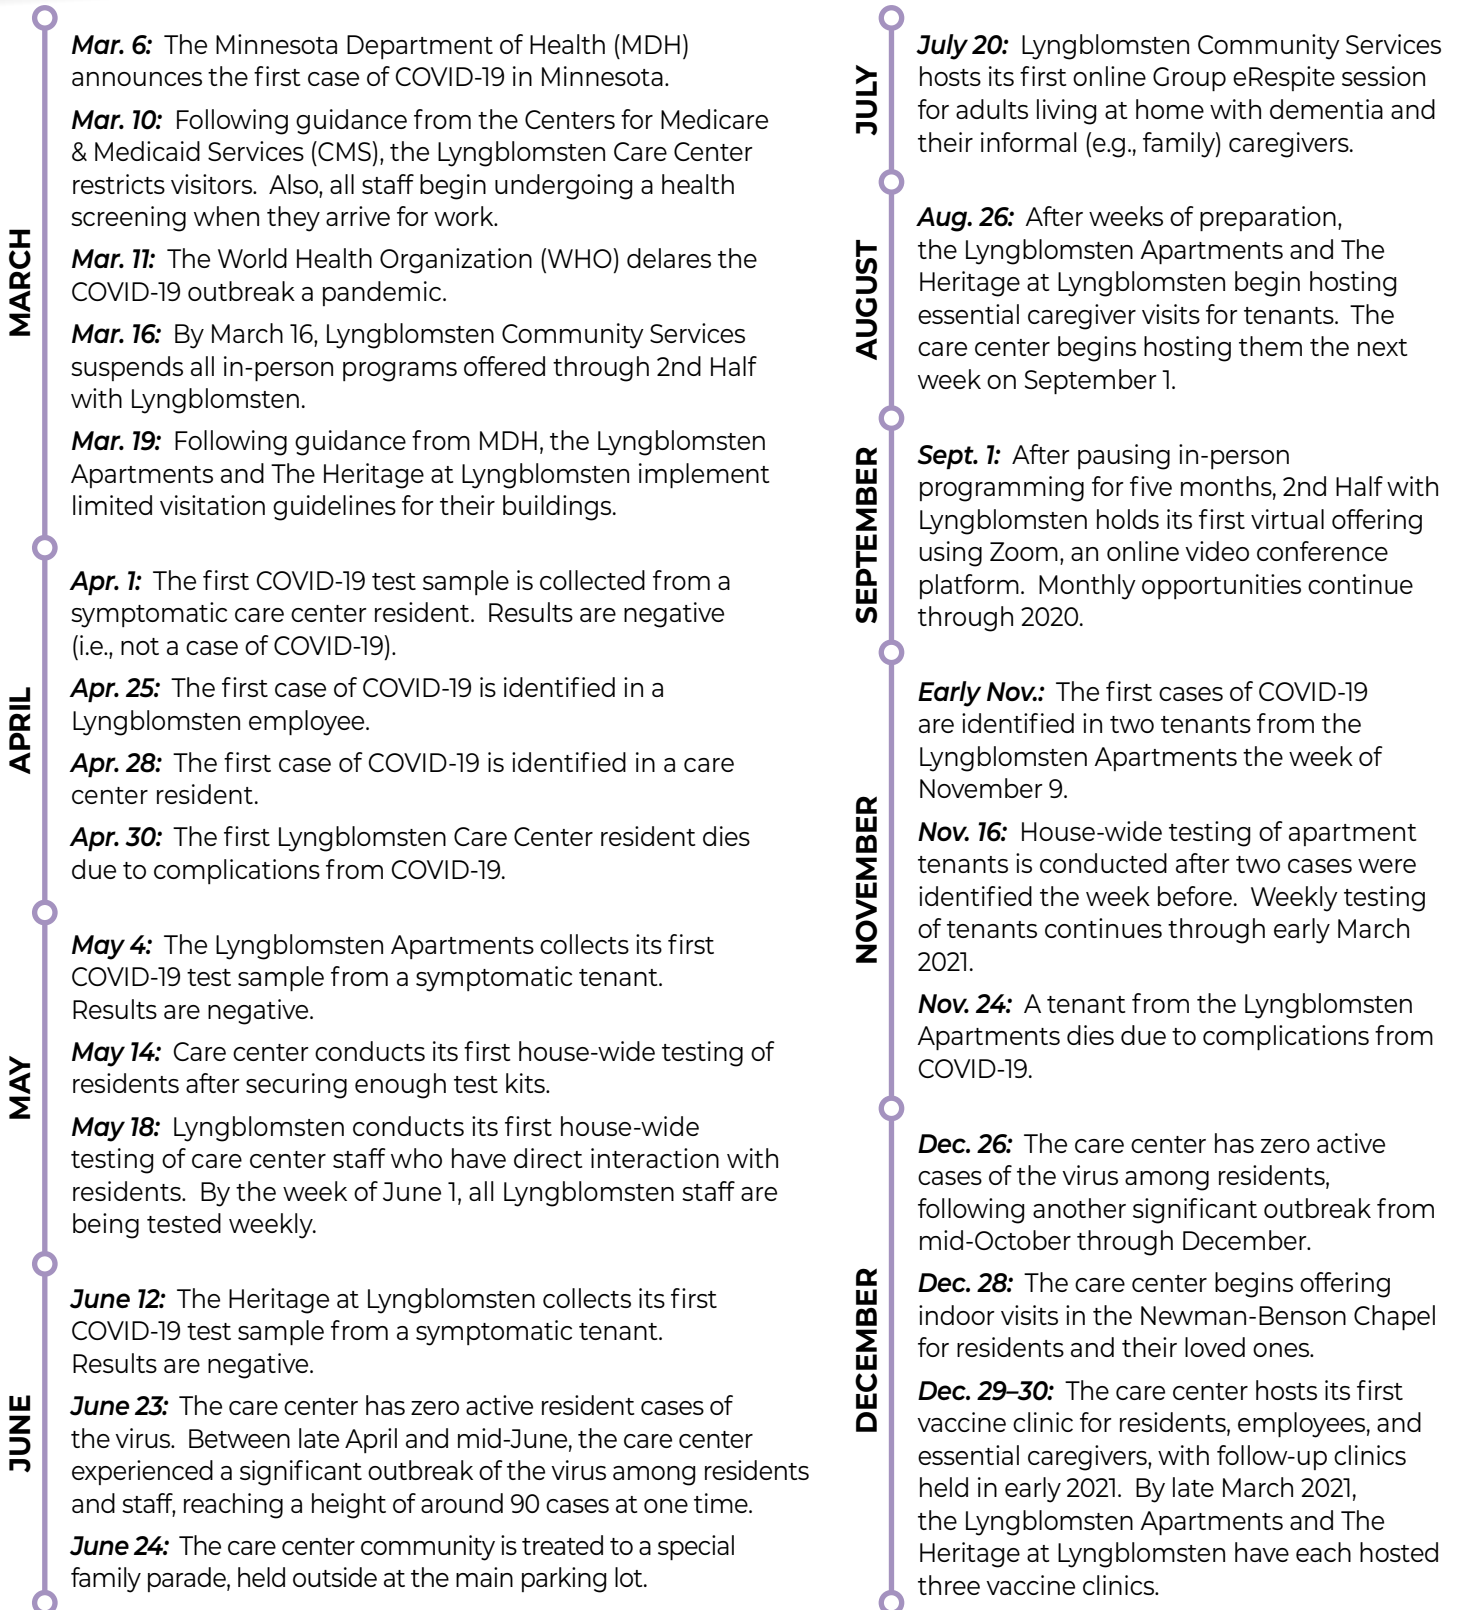 MARCH
Mar. 6: The Minnesota Department of Health (MDH)
announces the first case of COVID-19 in Minnesota.
Mar. 10: Following guidance from the Centers for Medicare
& Medicaid Services (CMS), the Lyngblomsten Care Center
restricts visitors. Also, all staff begin undergoing a health
screening when they arrive for work.
Mar. 11: The World Health Organization (WHO) delares the
COVID-19 outbreak a pandemic.
Mar. 16: By March 16, Lyngblomsten Community Services
suspends all in-person programs offered through 2nd Half
with Lyngblomsten.
Mar. 19: Following guidance from MDH, the Lyngblomsten
Apartments and The Heritage at Lyngblomsten implement
limited visitation guidelines for their buildings.
APRIL
Apr. 1: The first COVID-19 test sample is collected from a
symptomatic care center resident. Results are negative
(i.e., not a case of COVID-19).
Apr. 25: The first case of COVID-19 is identified in a
Lyngblomsten employee.
Apr. 28: The first case of COVID-19 is identified in a care
center resident.
Apr. 30: The first Lyngblomsten Care Center resident dies
due to complications from COVID-19.
MAY
May 4: The Lyngblomsten Apartments collects its first
COVID-19 test sample from a symptomatic tenant.
Results are negative.
May 14: Care center conducts its first house-wide testing of
residents after securing enough test kits.
May 18: Lyngblomsten conducts its first house-wide
testing of care center staff who have direct interaction with
residents. By the week of June 1, all Lyngblomsten staff are
being tested weekly.
JUNE
June 12: The Heritage at Lyngblomsten collects its first
COVID-19 test sample from a symptomatic tenant.
Results are negative.
June 23: The care center has zero active resident cases of
the virus. Between late April and mid-June, the care center
experienced a significant outbreak of the virus among residents
and staff, reaching a height of around 90 cases at one time.
June 24: The care center community is treated to a special
family parade, held outside at the main parking lot.
JULY
July 20: Lyngblomsten Community Services
hosts its first online Group eRespite session
for adults living at home with dementia and
their informal (e.g., family) caregivers.
AUGUST
Aug. 26: After weeks of preparation,
the Lyngblomsten Apartments and The
Heritage at Lyngblomsten begin hosting
essential caregiver visits for tenants. The
care center begins hosting them the next
week on September 1.
SEPTEMBER
Sept. 1: After pausing in-person
programming for five months, 2nd Half with
Lyngblomsten holds its first virtual offering
using Zoom, an online video conference
platform. Monthly opportunities continue
through 2020.
NOVEMBER
Early Nov.: The first cases of COVID-19
are identified in two tenants from the
Lyngblomsten Apartments the week of
November 9.
Nov. 16: House-wide testing of apartment
tenants is conducted after two cases were
identified the week before. Weekly testing
of tenants continues through early March
2021.
Nov. 24: A tenant from the Lyngblomsten
Apartments dies due to complications from
COVID-19.
DECEMBER
Dec. 26: The care center has zero active
cases of the virus among residents,
following another significant outbreak from
mid-October through December.
Dec. 28: The care center begins offering
indoor visits in the Newman-Benson Chapel
for residents and their loved ones.
Dec. 29–30: The care center hosts its first
vaccine clinic for residents, employees, and
essential caregivers, with follow-up clinics
held in early 2021. By late March 2021,
the Lyngblomsten Apartments and The
Heritage at Lyngblomsten have each hosted
three vaccine clinics.